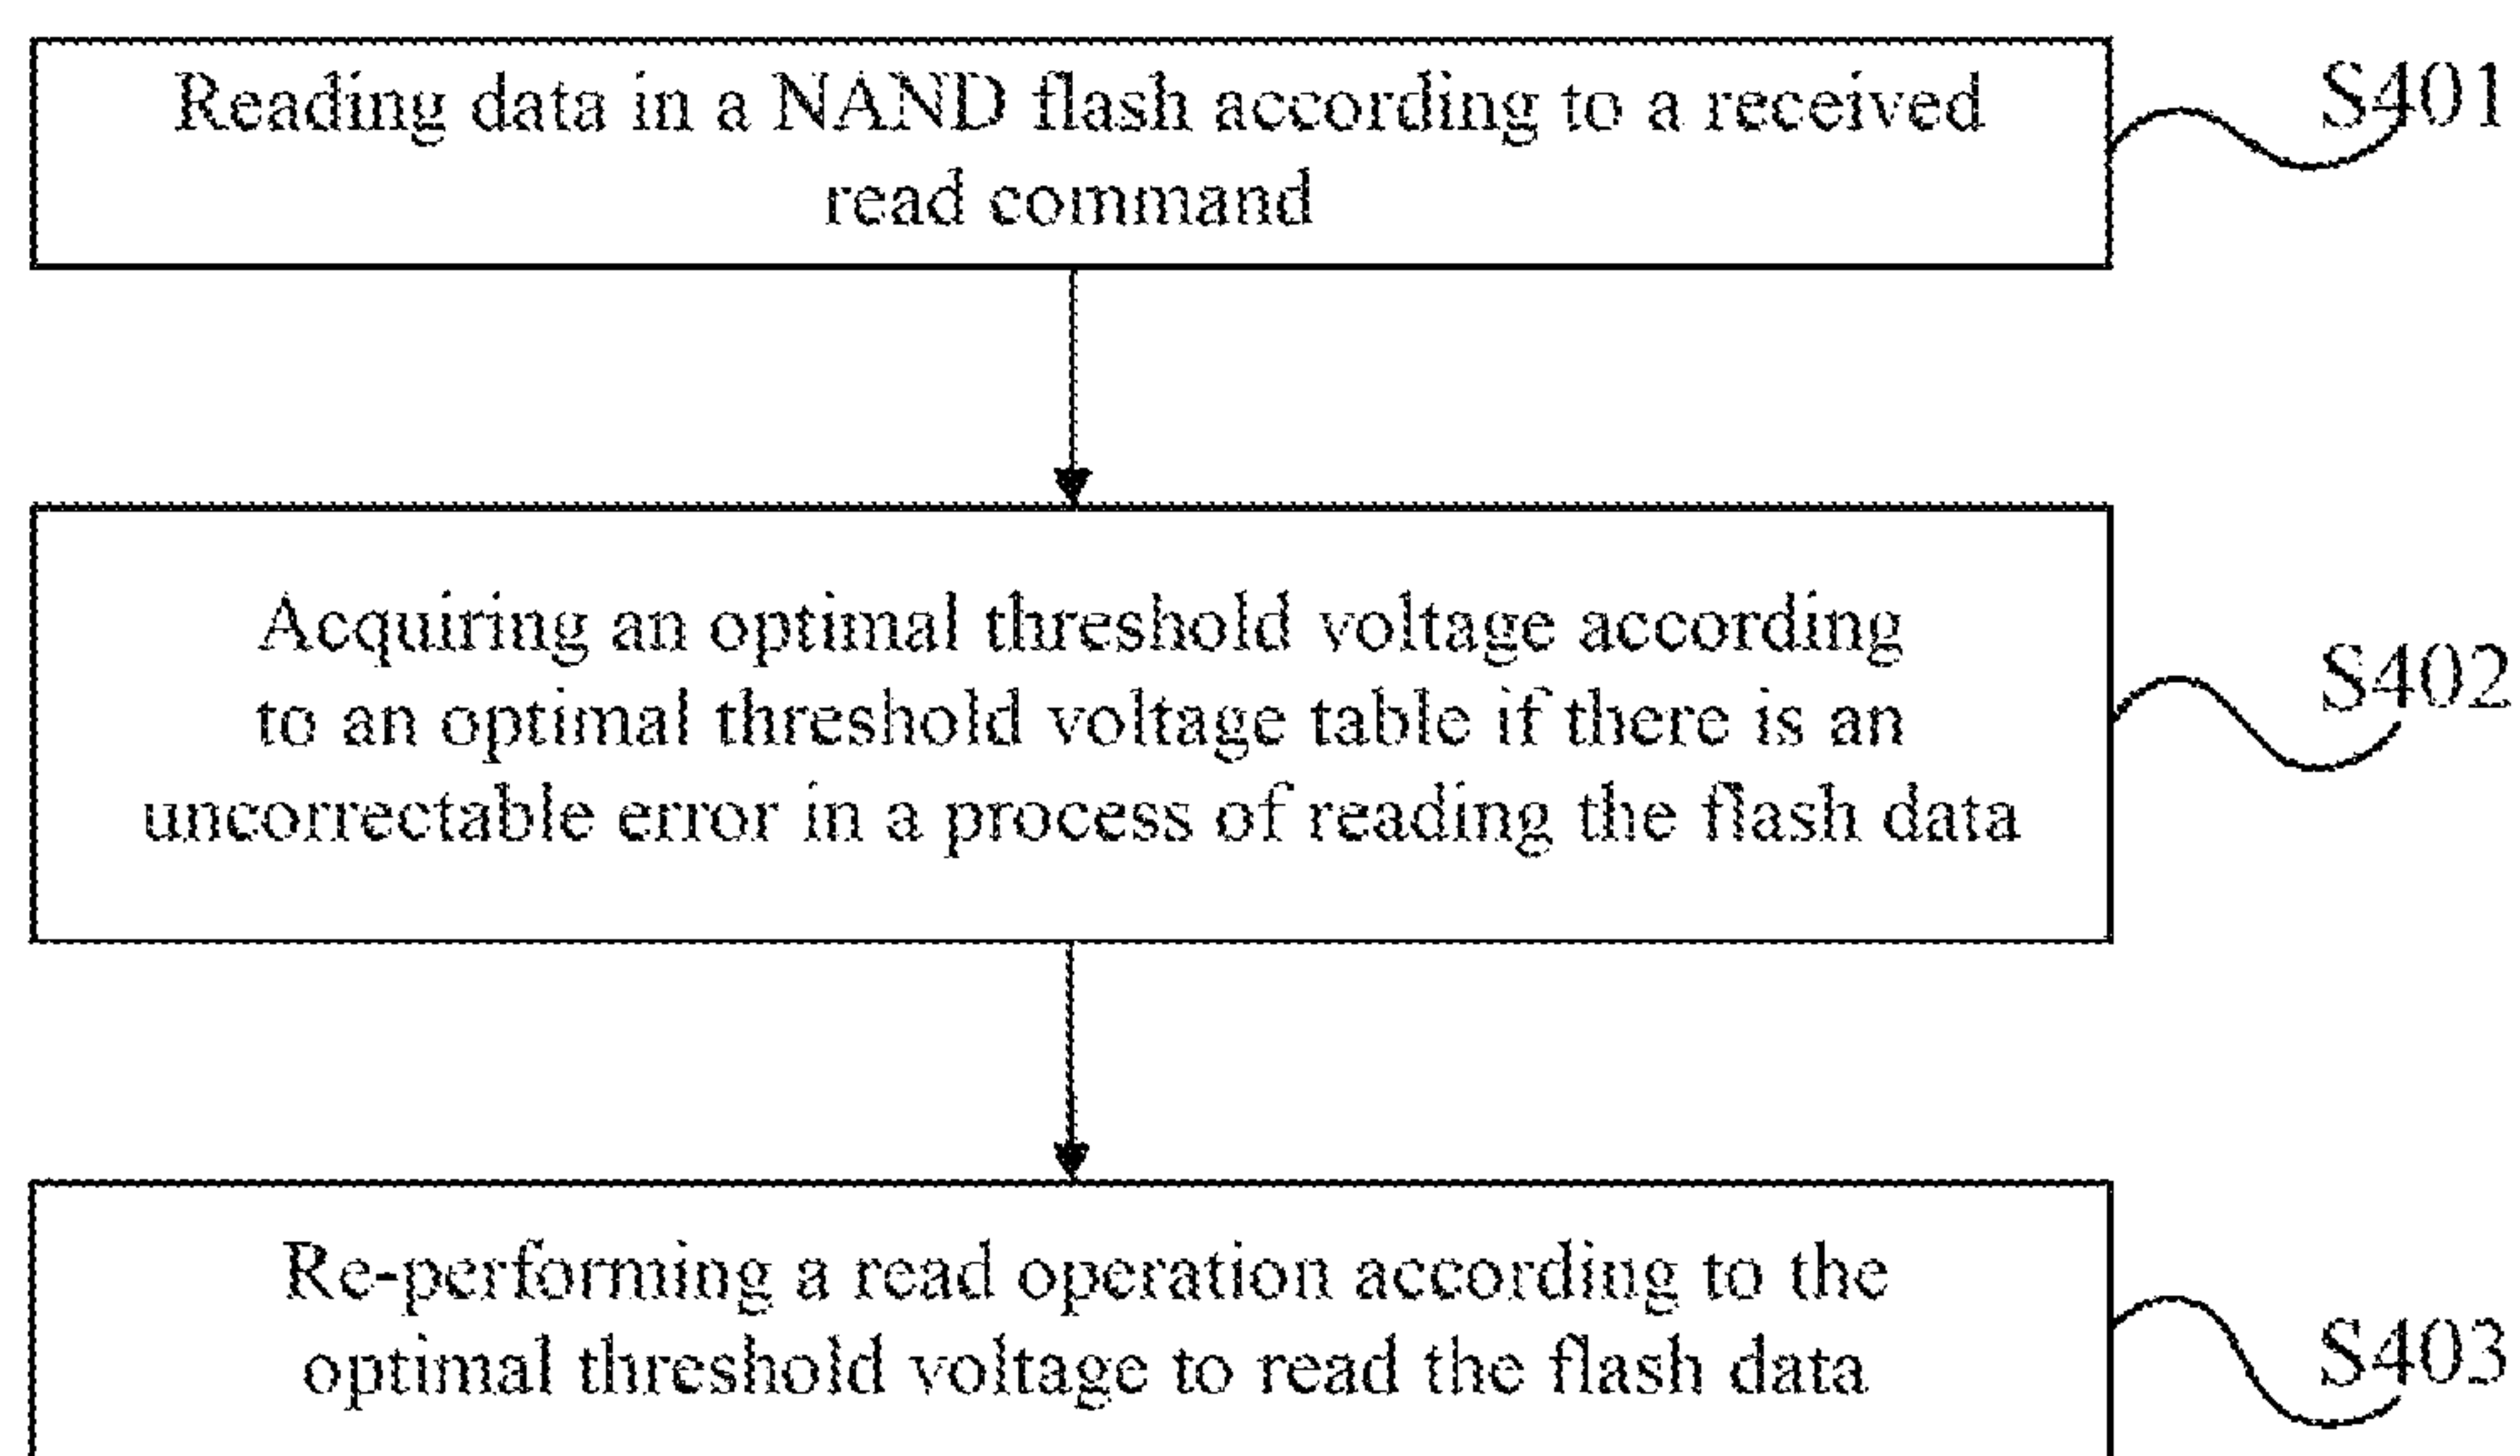 Reading data in a NAND flash according to a received
read command
S401
Acquiring an optimal threshold voltage according
to an optimal threshold voltage table if there is an
uncorrectable error in a process of reading the flash data
S402
Re-performing a read operation according to the
optimal threshold voltage to read the flash data
S403